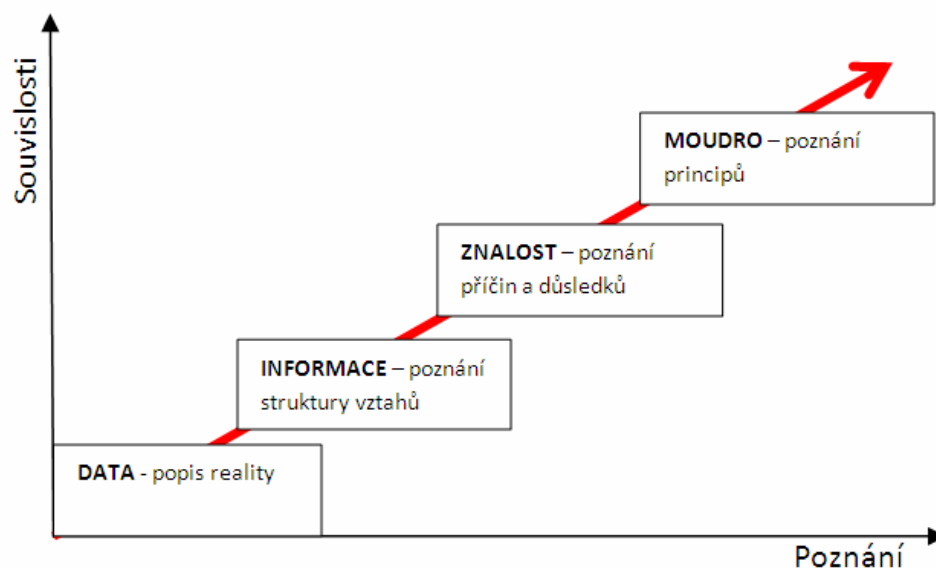 Souvislosti
MOUDRO – poznání
principů
ZNALOST – poznání
příčin a důsledků
INFORMACE – poznání
struktury vztahů
DATA - popis reality
Poznání